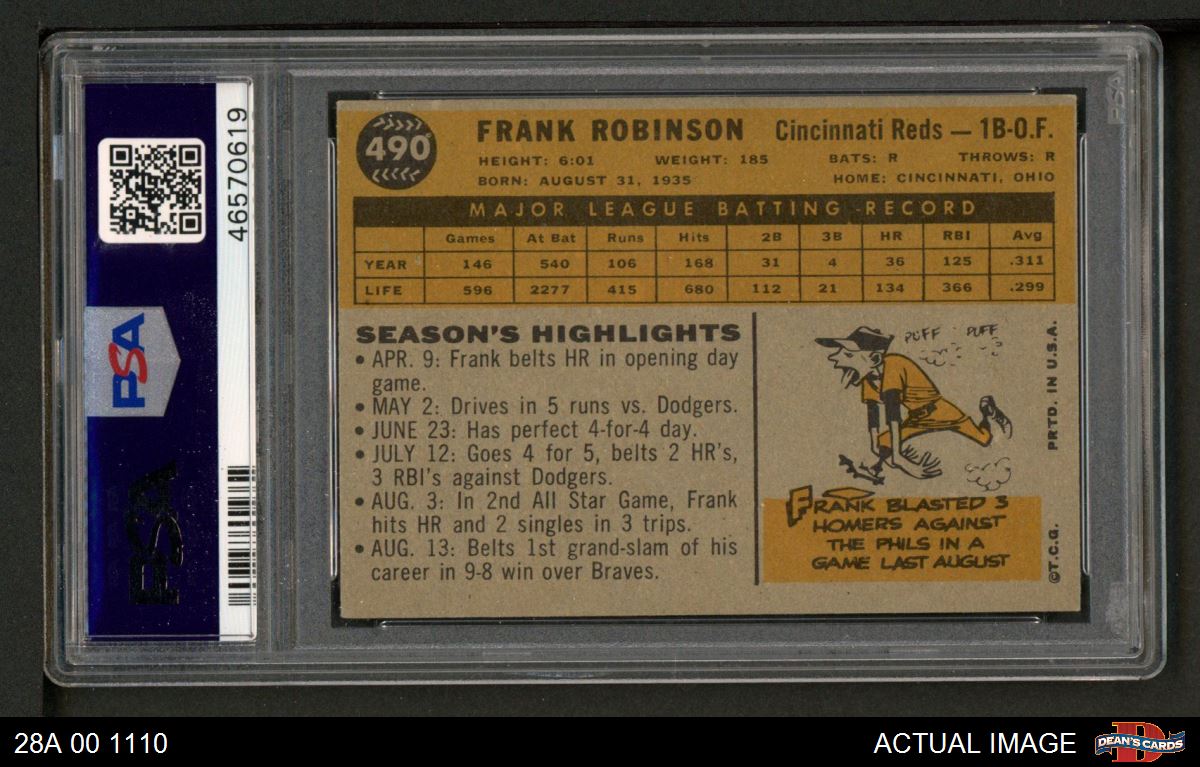 46570619
PSA
PSA
PSA
490
FRANK ROBINSON Cincinnati Reds — 1B-O.F.
HEIGHT: 6:01 WEIGHT: 185 BATS: R THROWS: R
BORN: AUGUST 31, 1935 HOME: CINCINNATI, OHIO
MAJOR LEAGUE BATTING RECORD
Games At Bat Runs Hits 2B 3B HR RBI Avg
YEAR 146 540 106 168 31 4 36 125 .311
LIFE 596 2277 415 680 112 21 134 366 .299
SEASON'S HIGHLIGHTS
• APR. 9: Frank belts HR in opening day
game.
• MAY 2: Drives in 5 runs vs. Dodgers.
• JUNE 23: Has perfect 4-for-4 day.
• JULY 12: Goes 4 for 5, belts 2 HR's,
3 RBI's against Dodgers.
• AUG. 3: In 2nd All Star Game, Frank
hits HR and 2 singles in 3 trips.
• AUG. 13: Belts 1st grand-slam of his
career in 9-8 win over Braves.
PUFF PUFF
FRANK BLASTED 3
HOMERS AGAINST
THE PHILS IN A
GAME LAST AUGUST
©T.C.G. PRTD. IN U.S.A.
28A 00 1110
ACTUAL IMAGE
D
DEAN'S CARDS